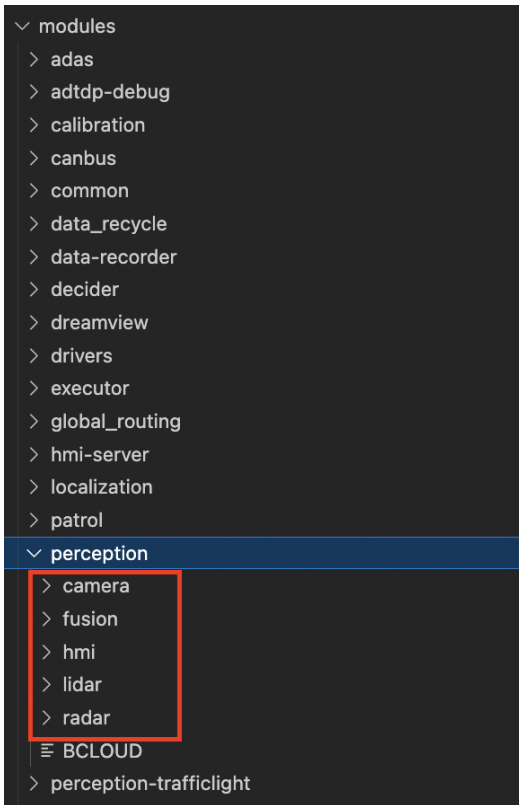 modules
adas
adtdp-debug
calibration
canbus
common
data_recycle
data-recorder
decider
dreamview
drivers
executor
global_routing
hmi-server
localization
patrol
perception
camera
fusion
hmi
lidar
radar
BCLOUD
perception-trafficlight